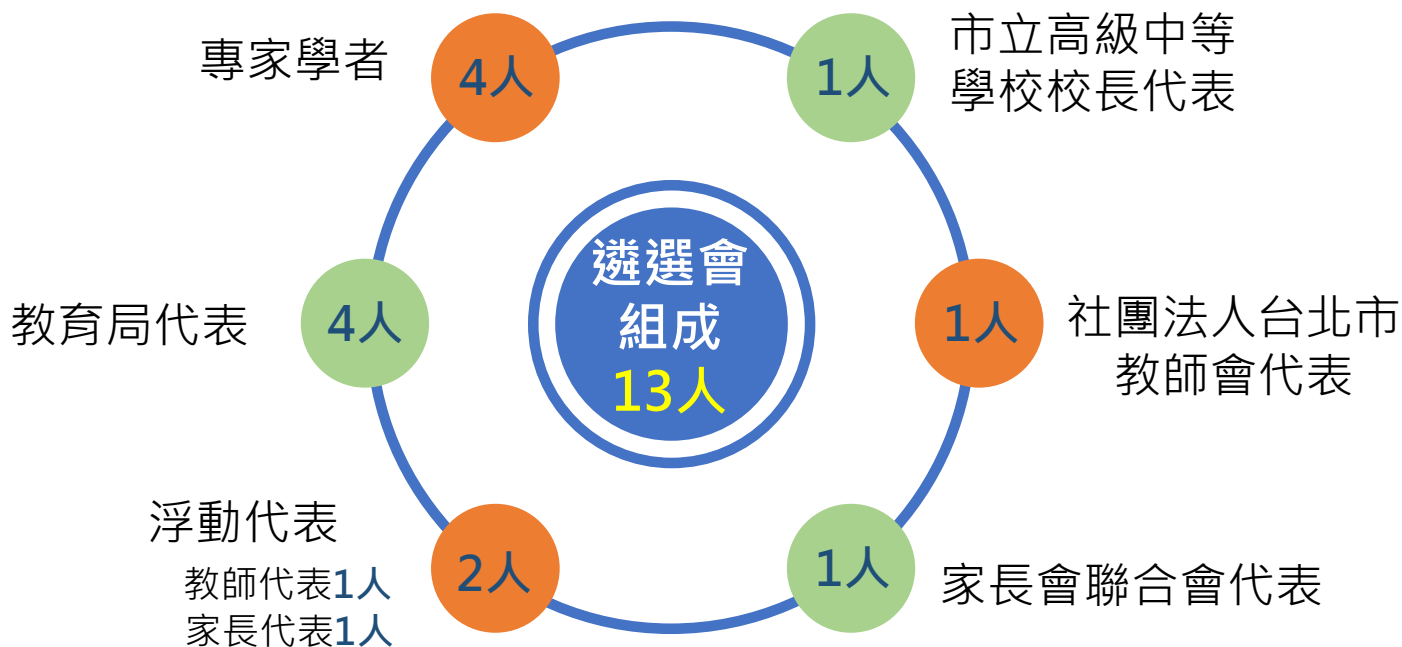 遴選會
組成
13人
專家學者
4人
1人
市立高級中等
學校校長代表
教育局代表
4人
1人
社團法人台北市
教師會代表
浮動代表
教師代表1人
家長代表1人
2人
1人
家長會聯合會代表